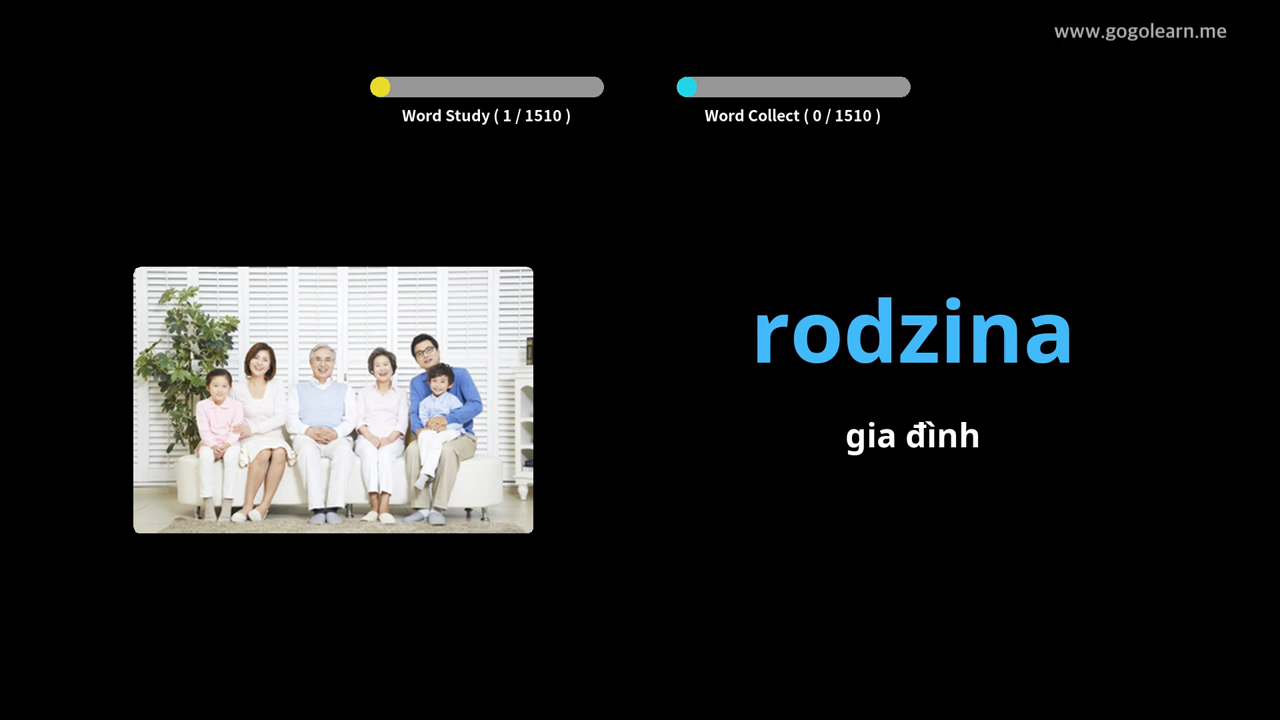 www.gogolearn.me
Word Study ( 1 / 1510 )
Word Collect ( 0 / 1510 )
rodzina
gia đình